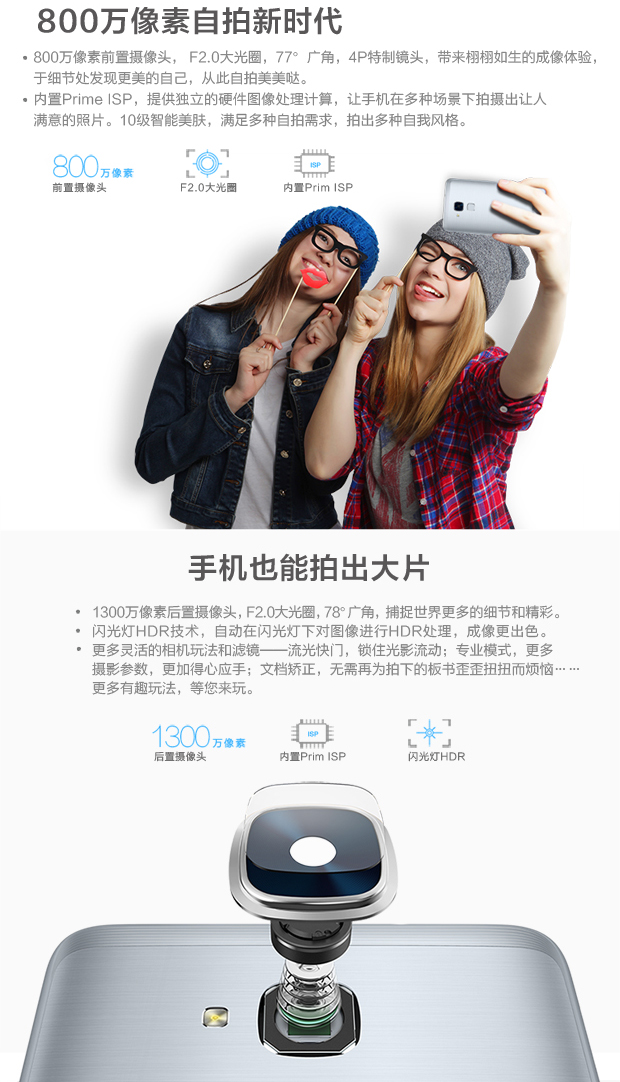 800万像素自拍新时代
• 800万像素前置摄像头， F2.0大光圈，77° 广角，4P特制镜头，带来栩栩如生的成像体验，
于细节处发现更美的自己，从此自拍美美哒。
• 内置Prime ISP，提供独立的硬件图像处理计算，让手机在多种场景下拍摄出让人
满意的照片。10级智能美肤，满足多种自拍需求，拍出多种自我风格。
800万像素 ISP
前置摄像头 F2.0大光圈 内置Prim ISP
手机也能拍出大片
• 1300万像素后置摄像头，F2.0大光圈，78°广角，捕捉世界更多的细节和精彩。
• 闪光灯HDR技术，自动在闪光灯下对图像进行HDR处理，成像更出色。
• 更多灵活的相机玩法和滤镜——流光快门，锁住光影流动；专业模式，更多
摄影参数，更加得心应手；文档矫正，无需再为拍下的板书歪歪扭扭而烦恼……
更多有趣玩法，等您来玩。
1300万像素 ISP
后置摄像头 内置Prim ISP 闪光灯HDR